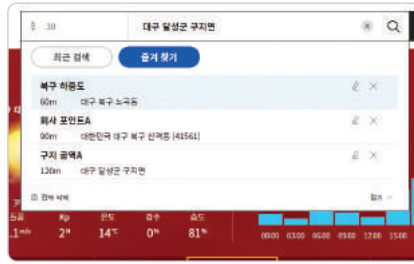 30 대구 달성군 구지면
최근 검색 즐겨 찾기
북구 하중도
60m 대구 북구 노곡동
회사 포인트A
90m 대한민국 대구 북구 산격동 [41561]
구지 공역A
120m 대구 달성군 구지면
전체 삭제 접기
Kp 온도 강수 습도
.1 m/s 2 14℃ 0% 81%
00:00 03:00 06:00 09:00 12:00 15:00